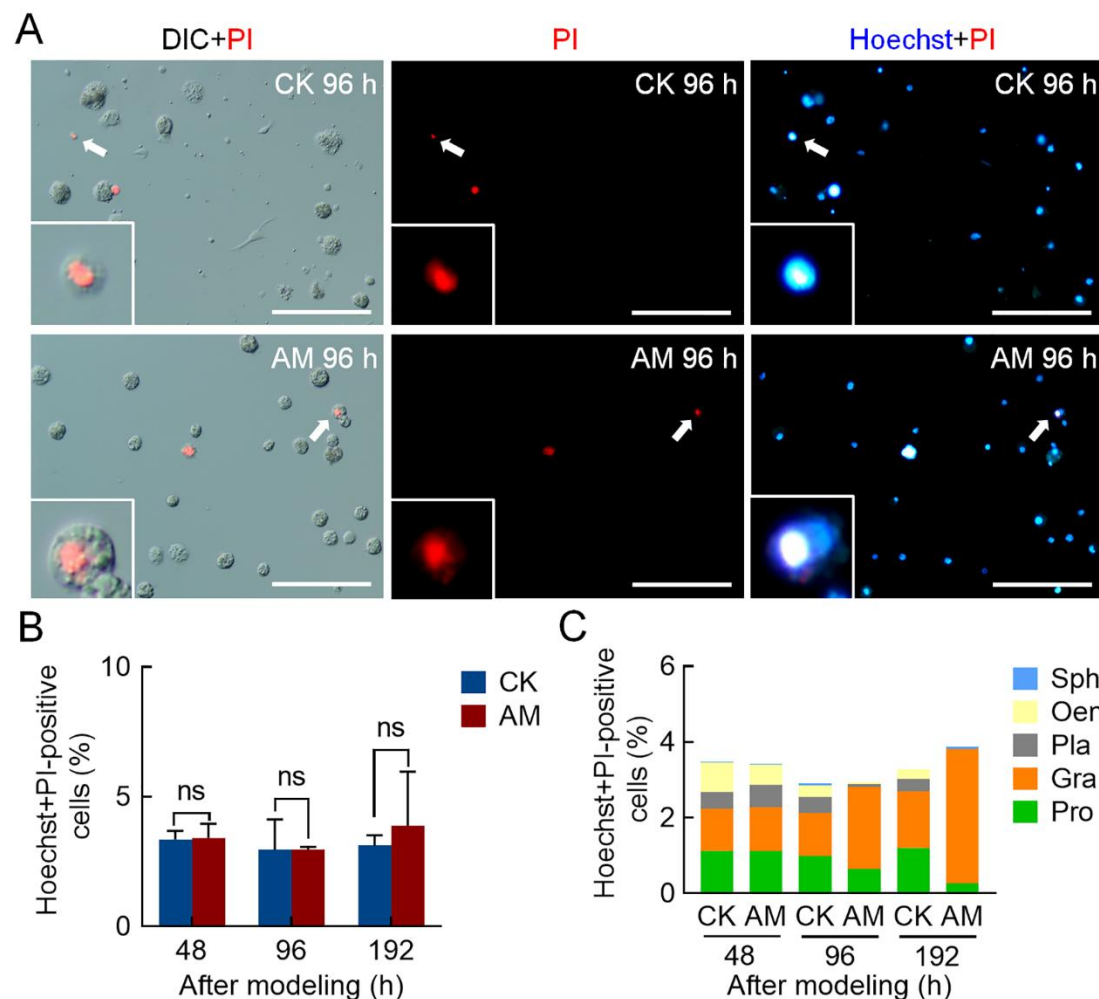 A
DIC+PI
PI
Hoechst+PI
CK 96 h
CK 96 h
CK 96 h
AM 96 h
AM 96 h
AM 96 h
B
10
5
0
Hoechst+PI-positive
cells (%)
CK
AM
ns
ns
ns
48
96
192
After modeling (h)
C
6
4
2
0
Hoechst+PI-positive
cells (%)
Sph
Oen
Pla
Gra
Pro
CK AM
CK AM
CK AM
48
96
192
After modeling (h)